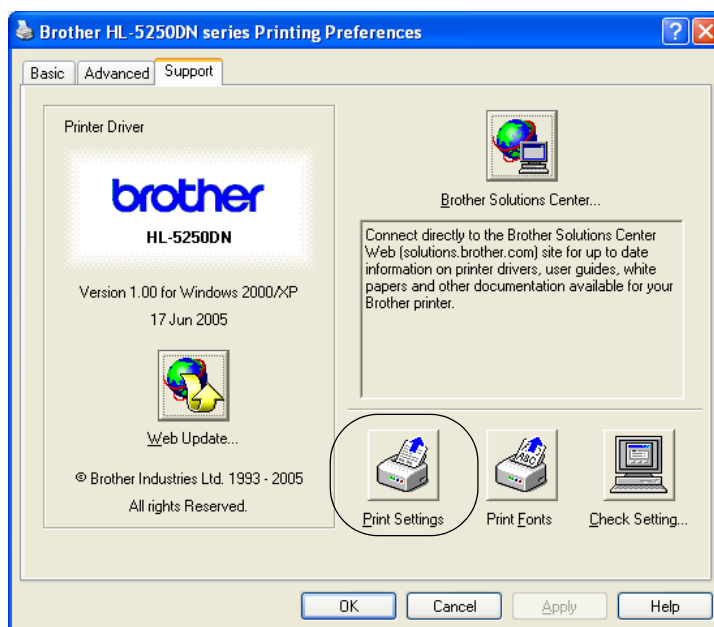 Brother HL-5250DN series Printing Preferences
Basic
Advanced
Support
Printer Driver
brother
HL-5250DN
Version 1.00 for Windows 2000/XP
17 Jun 2005
Web Update...
© Brother Industries Ltd. 1993 - 2005
All rights Reserved.
Brother Solutions Center...
Connect directly to the Brother Solutions Center
Web (solutions.brother.com) site for up to date
information on printer drivers, user guides, white
papers and other documentation available for your
Brother printer.
Print Settings
Print Fonts
Check Setting...
OK
Cancel
Apply
Help